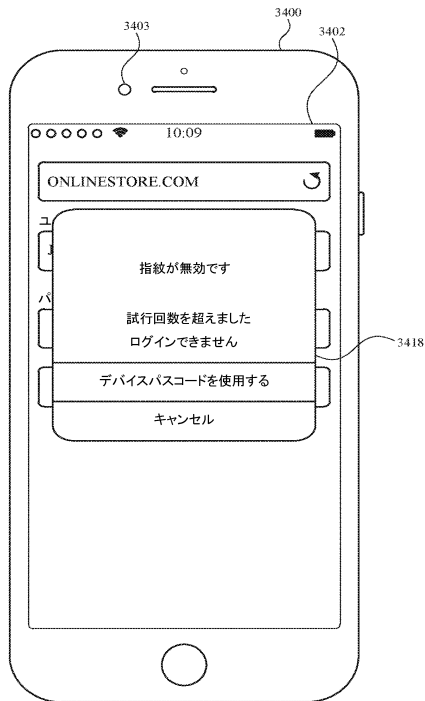 3400
3403
3402
10:09
ONLINESTORE.COM
ユ
パ
指紋が無効です
試行回数を超えました
ログインできません
3418
デバイスパスコードを使用する
キャンセル